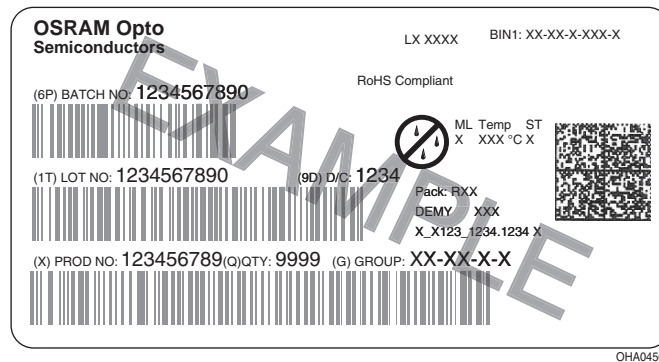 OSRAM Opto
Semiconductors
LX XXXX
BIN1: XX-XX-X-XXX-X
RoHS Compliant
(6P) BATCH NO: 1234567890
ML Temp ST
X XXX °C X
(1T) LOT NO: 1234567890 (9D) D/C: 1234
Pack: RXX
DEMY XXX
X_X123_1234.1234 X
(X) PROD NO: 123456789(Q)QTY: 9999 (G) GROUP: XX-XX-X-X
EXAMPLE